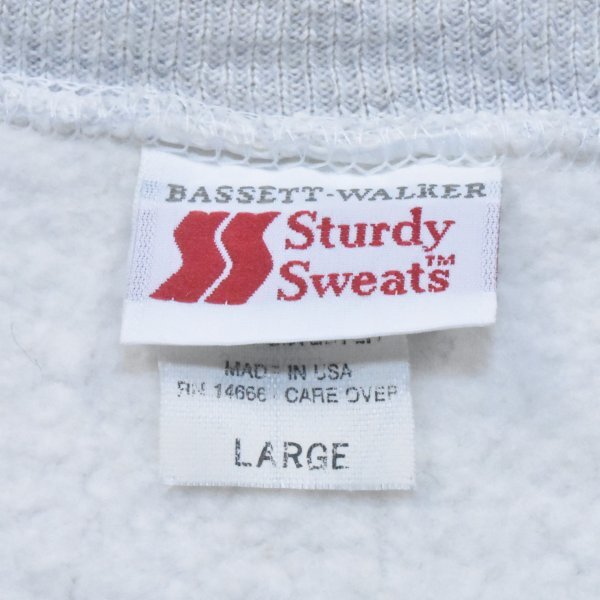 BASSETT-WALKER
Sturdy
Sweats™
MADE IN USA
RN 14666 CARE OVER
LARGE